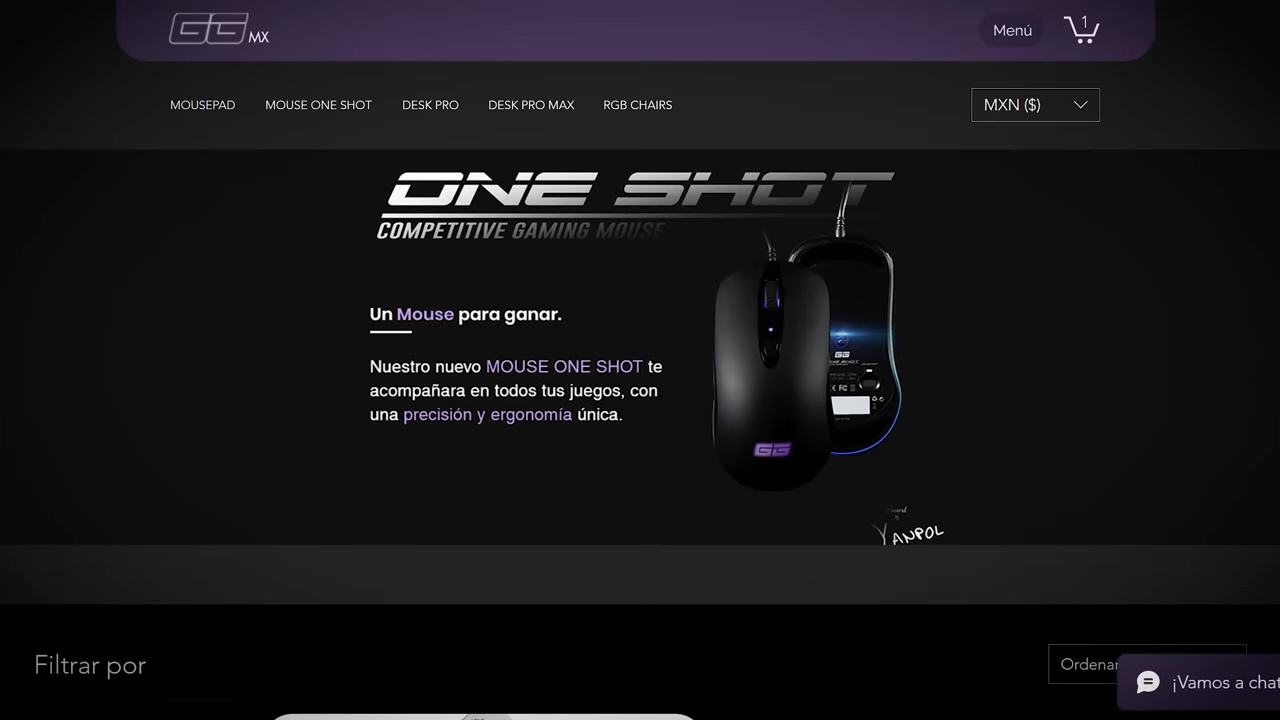 GG MX
Menú
1
MOUSEPAD
MOUSE ONE SHOT
DESK PRO
DESK PRO MAX
RGB CHAIRS
MXN ($)
ONE SHOT
COMPETITIVE GAMING MOUSE
Un Mouse para ganar.
Nuestro nuevo MOUSE ONE SHOT te
acompañara en todos tus juegos, con
una precisión y ergonomía única.
GG
GG
YANPOL
Filtrar por
Ordenar
¡Vamos a chat